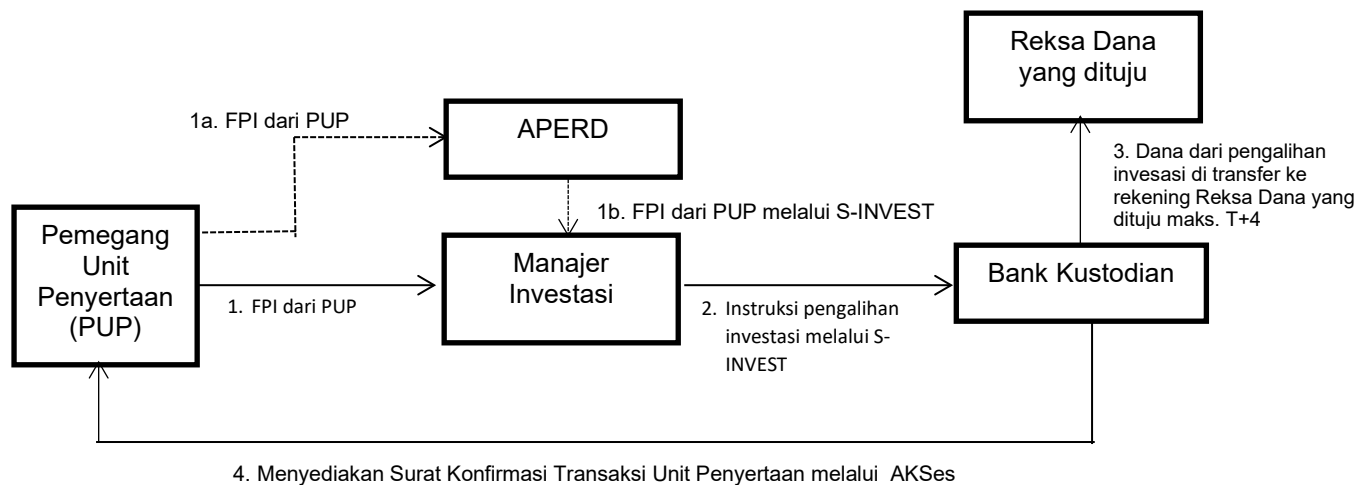 Reksa Dana
yang dituju
1a. FPI dari PUP
APERD
3. Dana dari pengalihan
invesasi di transfer ke
rekening Reksa Dana yang
dituju maks. T+4
1b. FPI dari PUP melalui S-INVEST
Pemegang
Unit
Penyertaan
(PUP)
Manajer
Investasi
Bank Kustodian
1. FPI dari PUP
2. Instruksi pengalihan
investasi melalui S-
INVEST
4. Menyediakan Surat Konfirmasi Transaksi Unit Penyertaan melalui AKSes